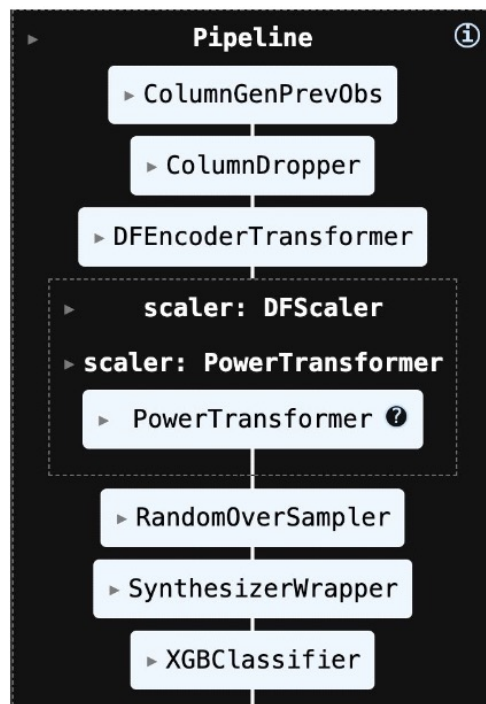 Pipeline
ColumnGenPrevObs
ColumnDropper
DFEncoderTransformer
scaler: DFScaler
scaler: PowerTransformer
PowerTransformer ?
RandomOverSampler
SynthesizerWrapper
XGBClassifier